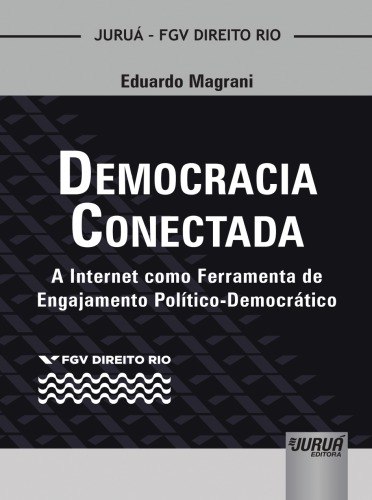 JURUÁ - FGV DIREITO RIO
Eduardo Magrani
DEMOCRACIA
CONECTADA
A Internet como Ferramenta de
Engajamento Político-Democrático
FGV DIREITO RIO
JURUÁ
EDITORA